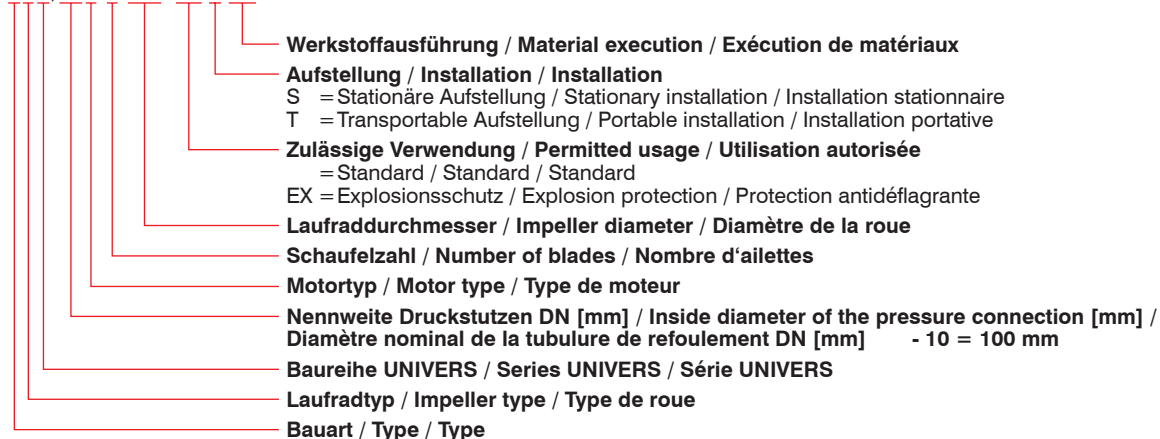 Werkstoffausführung / Material execution / Exécution de matériaux
Aufstellung / Installation / Installation
S = Stationäre Aufstellung / Stationary installation / Installation stationnaire
T = Transportable Aufstellung / Portable installation / Installation portative
Zulässige Verwendung / Permitted usage / Utilisation autorisée
= Standard / Standard / Standard
EX = Explosionsschutz / Explosion protection / Protection antidéflagrante
Laufraddurchmesser / Impeller diameter / Diamètre de la roue
Schaufelzahl / Number of blades / Nombre d‘ailettes
Motortyp / Motor type / Type de moteur
Nennweite Druckstutzen DN [mm] / Inside diameter of the pressure connection [mm] /
Diamètre nominal de la tubulure de refoulement DN [mm] - 10 = 100 mm
Baureihe UNIVERS / Series UNIVERS / Série UNIVERS
Laufradtyp / Impeller type / Type de roue
Bauart / Type / Type